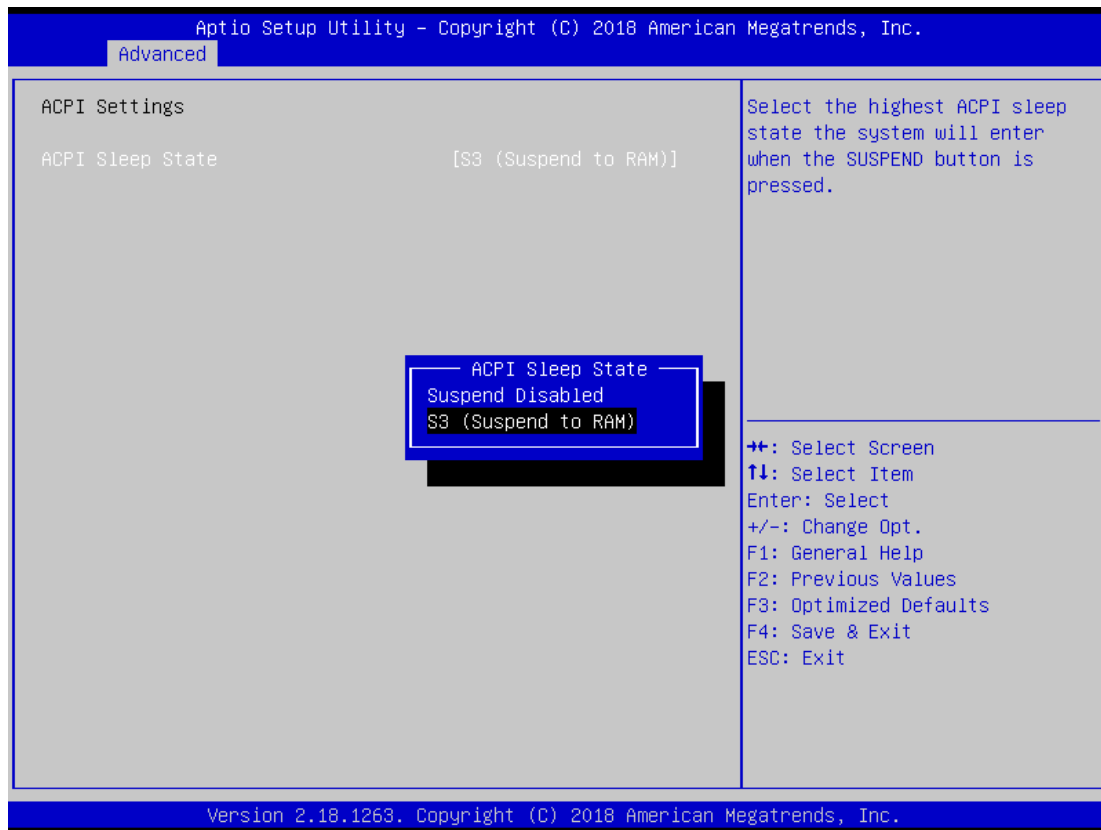 Aptio Setup Utility – Copyright (C) 2018 American Megatrends, Inc.
Advanced
ACPI Settings
ACPI Sleep State [S3 (Suspend to RAM)]
Select the highest ACPI sleep
state the system will enter
when the SUSPEND button is
pressed.
ACPI Sleep State
Suspend Disabled
S3 (Suspend to RAM)
→←: Select Screen
↑↓: Select Item
Enter: Select
+/-: Change Opt.
F1: General Help
F2: Previous Values
F3: Optimized Defaults
F4: Save & Exit
ESC: Exit
Version 2.18.1263. Copyright (C) 2018 American Megatrends, Inc.